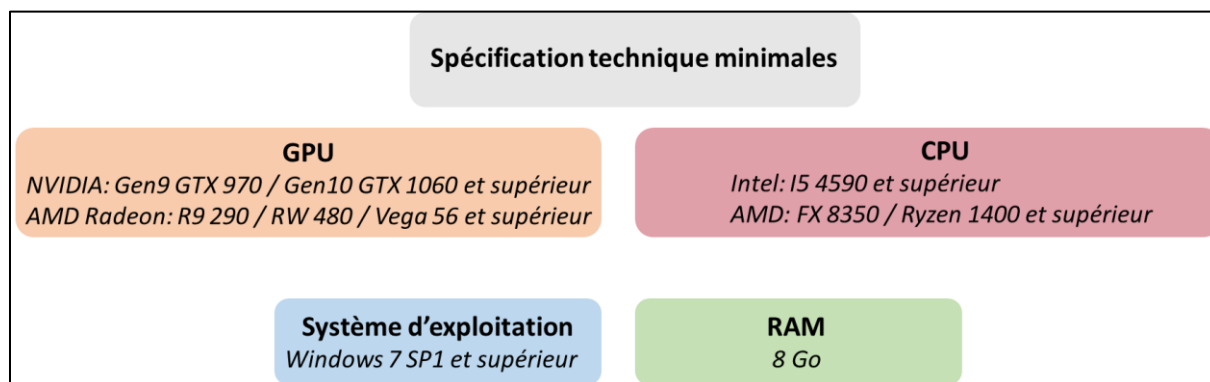 Spécification technique minimales
GPU
NVIDIA: Gen9 GTX 970 / Gen10 GTX 1060 et supérieur
AMD Radeon: R9 290 / RW 480 / Vega 56 et supérieur
CPU
Intel: I5 4590 et supérieur
AMD: FX 8350 / Ryzen 1400 et supérieur
Système d'exploitation
Windows 7 SP1 et supérieur
RAM
8 Go